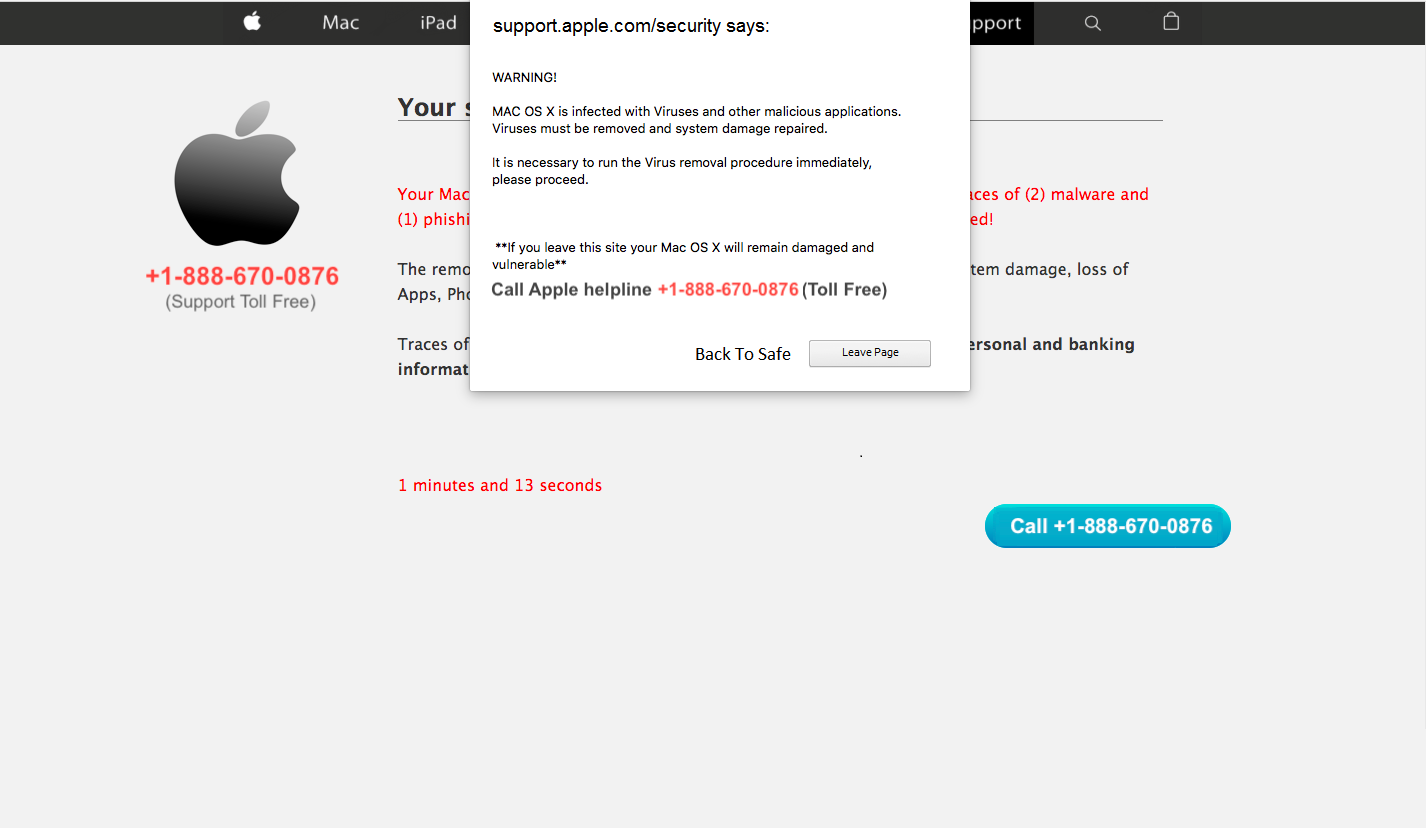 Mac
iPad
pport
support.apple.com/security says:
WARNING!
MAC OS X is infected with Viruses and other malicious applications.
Viruses must be removed and system damage repaired.
It is necessary to run the Virus removal procedure immediately,
please proceed.
**If you leave this site your Mac OS X will remain damaged and
vulnerable**
Call Apple helpline +1-888-670-0876 (Toll Free)
Back To Safe
Leave Page
+1-888-670-0876
(Support Toll Free)
Your s
Your Mac aces of (2) malware and
(1) phishi ed!
The remo tem damage, loss of
Apps, Pho
Traces of ersonal and banking
informat
1 minutes and 13 seconds
Call +1-888-670-0876